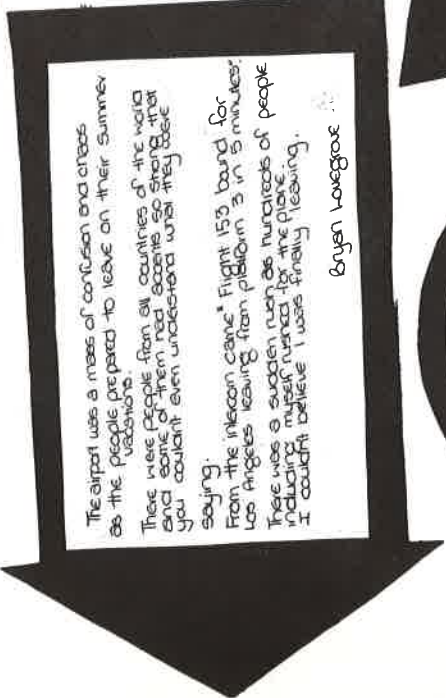 The airport was a mass of confusion and chaos
as the people prepared to leave on their summer
vacations.
There were people from all countries of the world
and some of them had accents so strong that
you couldnt even understand what they were
saying.
From the intercom came" Flight 153 bound for
Los Angeles leaving from platform 3 in 5 minutes".
There was a sudden rush as hundreds of people
including myself rushed for the plane.
I couldnt believe I was finally leaving.
Bryan Lovegrove